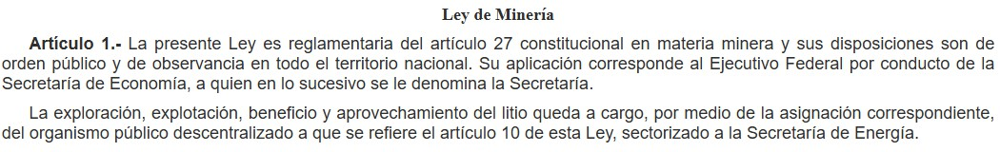 Ley de Minería
Artículo 1.- La presente Ley es reglamentaria del artículo 27 constitucional en materia minera y sus disposiciones son de
orden público y de observancia en todo el territorio nacional. Su aplicación corresponde al Ejecutivo Federal por conducto de la
Secretaría de Economía, a quien en lo sucesivo se le denomina la Secretaría.
La exploración, explotación, beneficio y aprovechamiento del litio queda a cargo, por medio de la asignación correspondiente,
del organismo público descentralizado a que se refiere el artículo 10 de esta Ley, sectorizado a la Secretaría de Energía.